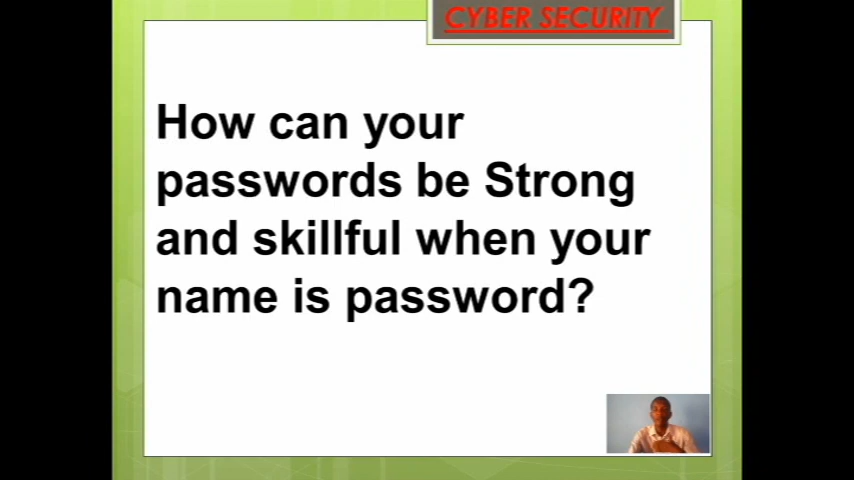 CYBER SECURITY
How can your
passwords be Strong
and skillful when your
name is password?